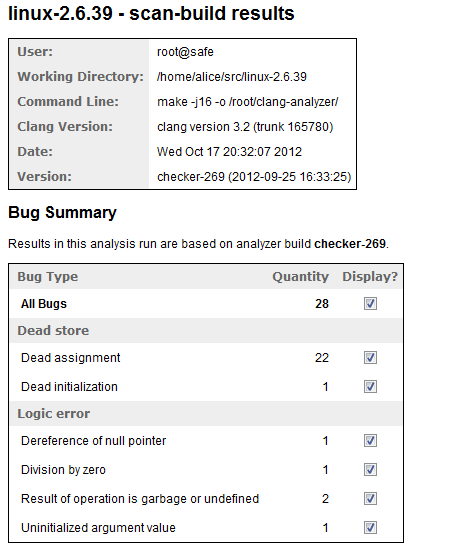 linux-2.6.39 - scan-build results
User: root@safe
Working Directory: /home/alice/src/linux-2.6.39
Command Line: make -j16 -o /root/clang-analyzer/
Clang Version: clang version 3.2 (trunk 165780)
Date: Wed Oct 17 20:32:07 2012
Version: checker-269 (2012-09-25 16:33:25)
Bug Summary
Results in this analysis run are based on analyzer build checker-269.
Bug Type Quantity Display?
All Bugs 28
Dead store
Dead assignment 22
Dead initialization 1
Logic error
Dereference of null pointer 1
Division by zero 1
Result of operation is garbage or undefined 2
Uninitialized argument value 1